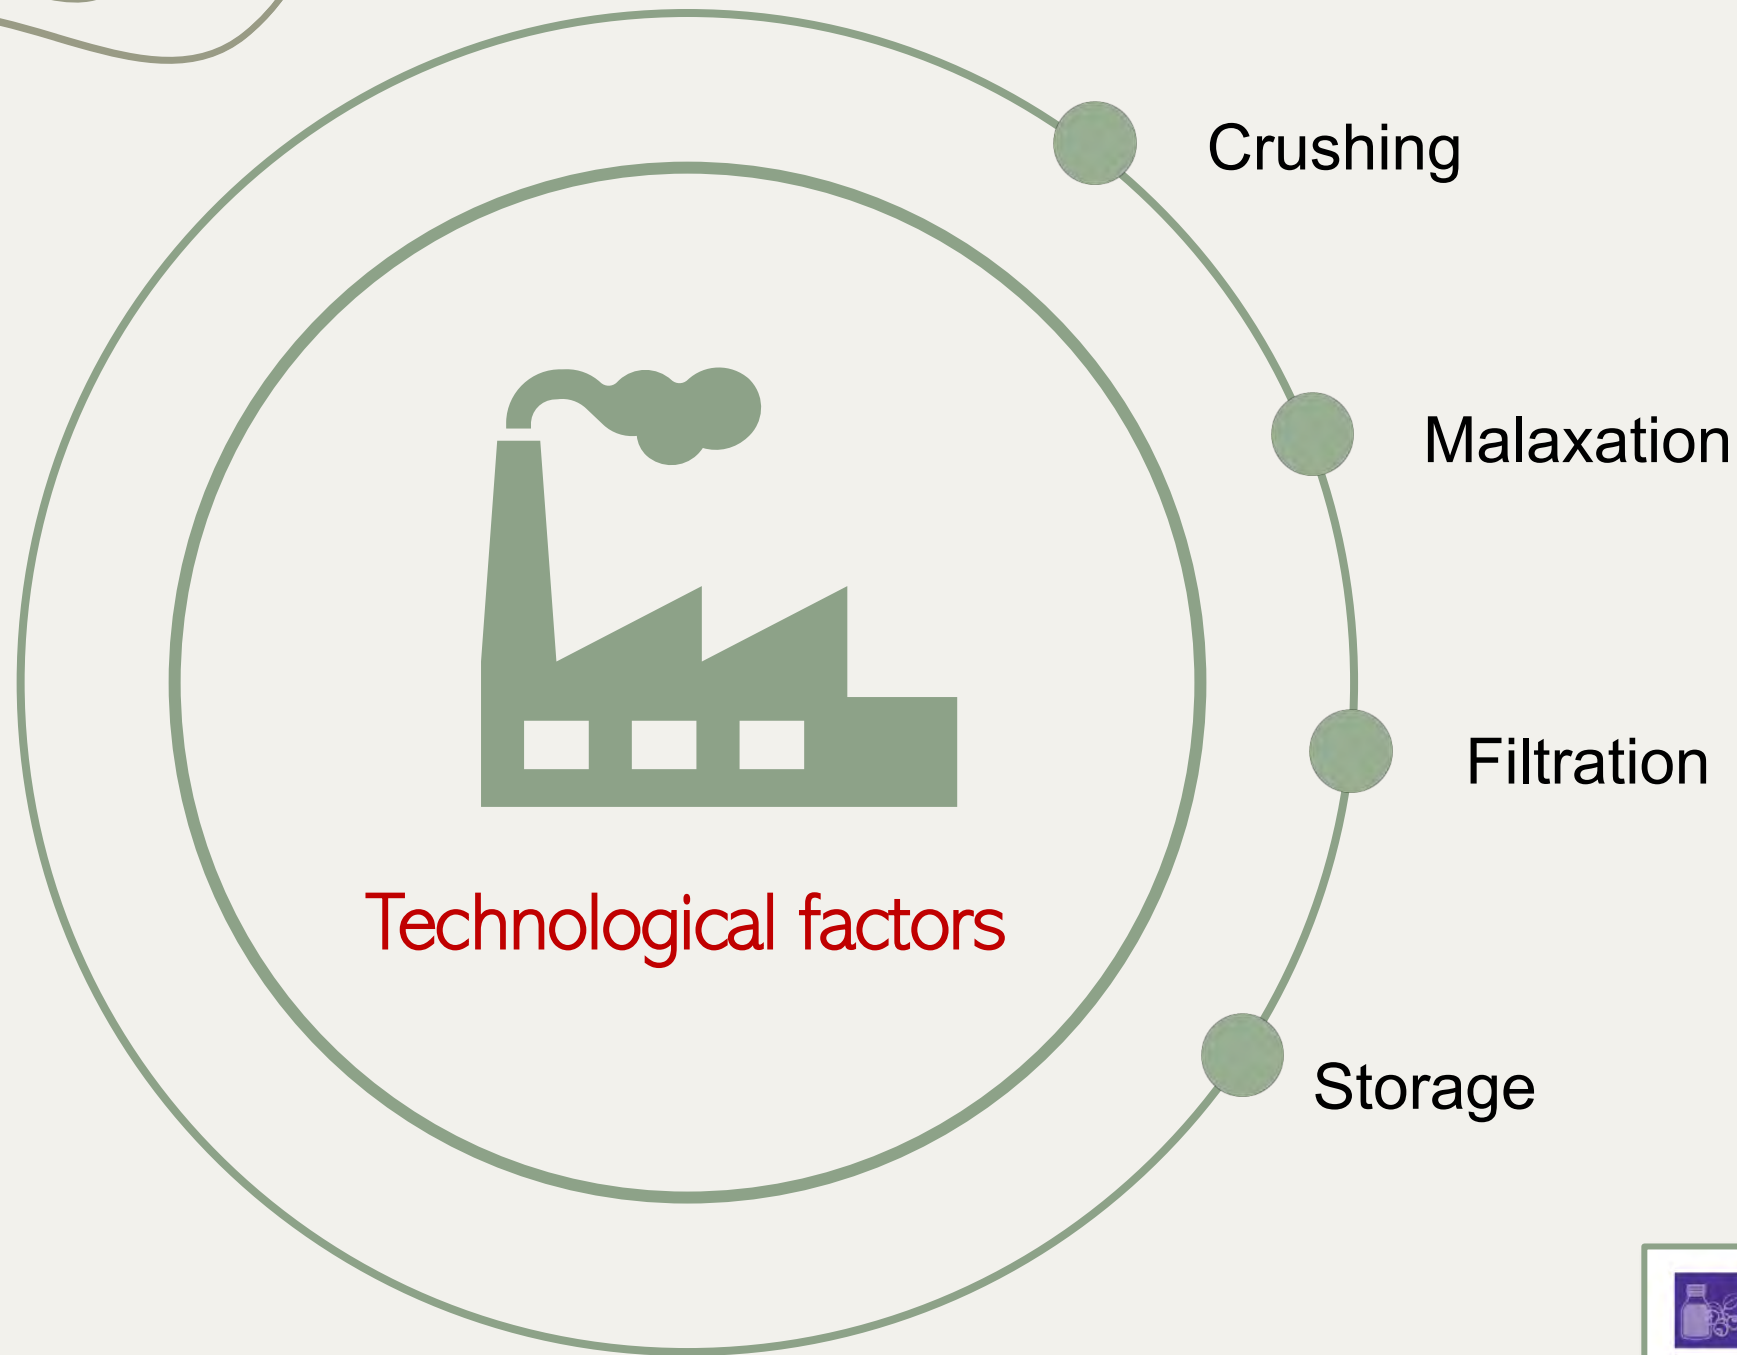 Crushing
Malaxation
Filtration
Technological factors
Storage